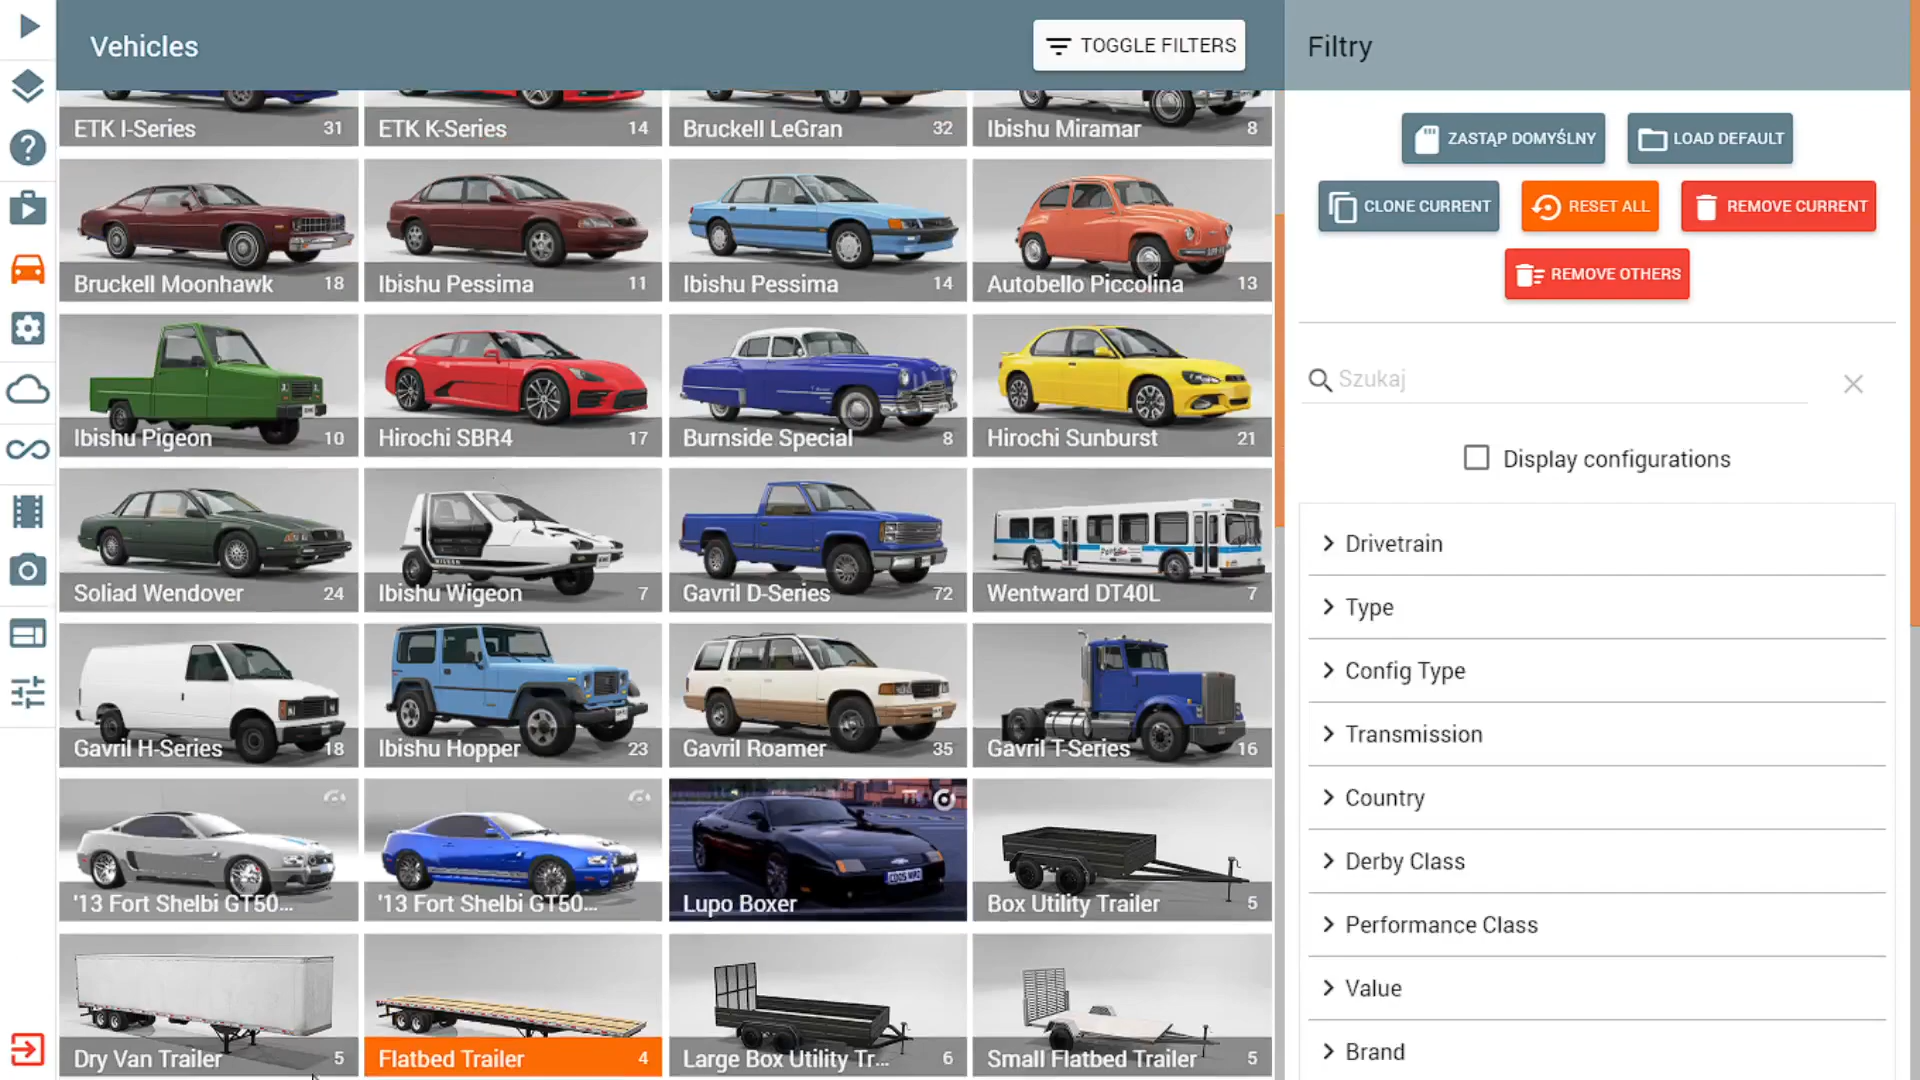 Vehicles
TOGGLE FILTERS
Filtry
ETK I-Series 31
ETK K-Series 14
Bruckell LeGran 32
Ibishu Miramar 8
Bruckell Moonhawk 18
Ibishu Pessima 11
Ibishu Pessima 14
Autobello Piccolina 13
Ibishu Pigeon 10
Hirochi SBR4 17
Burnside Special 8
Hirochi Sunburst 21
Soliad Wendover 24
Ibishu Wigeon 7
Gavril D-Series 72
Wentward DT40L 7
Gavril H-Series 18
Ibishu Hopper 23
Gavril Roamer 35
Gavril T-Series 16
'13 Fort Shelbi GT50...
'13 Fort Shelbi GT50...
Lupo Boxer
Box Utility Trailer 5
Dry Van Trailer 5
Flatbed Trailer 4
Large Box Utility Tr... 6
Small Flatbed Trailer 5
ZASTĄP DOMYŚLNY
LOAD DEFAULT
CLONE CURRENT
RESET ALL
REMOVE CURRENT
REMOVE OTHERS
Szukaj
Display configurations
Drivetrain
Type
Config Type
Transmission
Country
Derby Class
Performance Class
Value
Brand